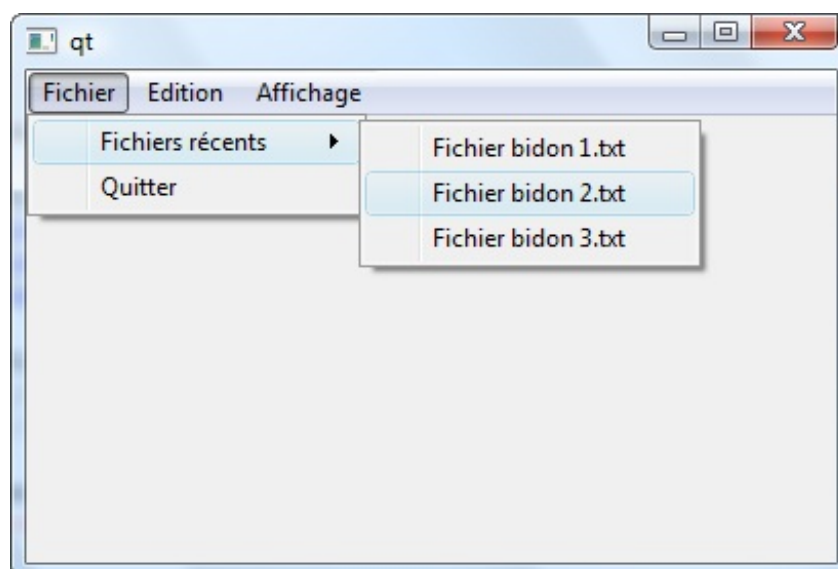 qt
Fichier Edition Affichage
Fichiers récents
Quitter
Fichier bidon 1.txt
Fichier bidon 2.txt
Fichier bidon 3.txt